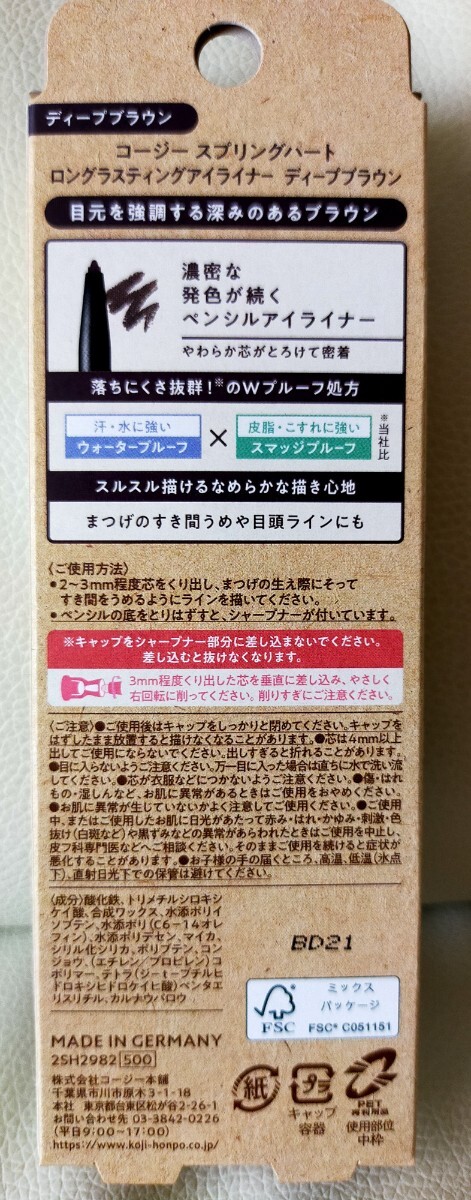 ディープブラウン
コージー スプリングハート
ロングラスティングアイライナー ディープブラウン
目元を強調する深みのあるブラウン
濃密な
発色が続く
ペンシルアイライナー
やわらか芯がとろけて密着
落ちにくさ抜群!※のWプルーフ処方
汗・水に強い
ウォータープルーフ
×
皮脂・こすれに強い
スマッジプルーフ
※当社比
スルスル描けるなめらかな描き心地
まつげのすき間うめや目頭ラインにも
〈ご使用方法〉
●2~3mm程度芯をくり出し、まつげの生え際にそって
すき間をうめるようにラインを描いてください。
●ペンシルの底をとりはずすと、シャープナーが付いています。
※キャップをシャープナー部分に差し込まないでください。
差し込むと抜けなくなります。
3mm程度くり出した芯を垂直に差し込み、やさしく
右回転に削ってください。削りすぎにご注意ください。
〈ご注意〉●ご使用後はキャップをしっかりと閉めてください。キャップを
はずしたまま放置すると描けなくなることがあります。●芯は4mm以上
出してご使用にならないでください。出しすぎると折れることがあります。
●目に入らないようご注意ください。万一目に入った場合は直ちに水で洗い流
してください。●芯が衣服などにつかないようご注意ください。●傷・はれ
もの・湿しんなど、お肌に異常があるときはご使用をおやめください。
●お肌に異常が生じていないかよく注意してご使用ください。●ご使用
中、またはご使用したお肌に日光があたって赤み・はれ・かゆみ・刺激・色
抜け(白斑など)や黒ずみなどの異常があらわれたときはご使用を中止し、
皮フ科専門医などへご相談ください。そのままご使用を続けると症状が
悪化することがあります。●お子様の手の届くところ、高温、低温(氷点
下)、直射日光下での保管は避けてください。
〈成分〉酸化鉄、トリメチルシロキシ
ケイ酸、合成ワックス、水添ポリイ
ソブテン、水添ポリ(C6-14オレ
フィン)、水添ポリデセン、マイカ、
シリル化シリカ、ポリブテン、コン
ジョウ、(エチレン/プロピレン)コ
ポリマー、テトラ(ジーtーブチルヒ
ドロキシヒドロケイヒ酸)ペンタエ
リスリチル、カルナウバロウ
BD21
FSC
ミックス
パッケージ
FSC® C051151
MADE IN GERMANY
2SH2982 500
株式会社コージー本舗
千葉県市川市原木3-1-18
本社 東京都台東区松が谷2-26-1
お問い合わせ先 03-3842-0226
(平日9:00~17:00)
https://www.koji-honpo.co.jp/
紙
プラ
キャップ
容器
PET
再利用品
使用部位
中枠